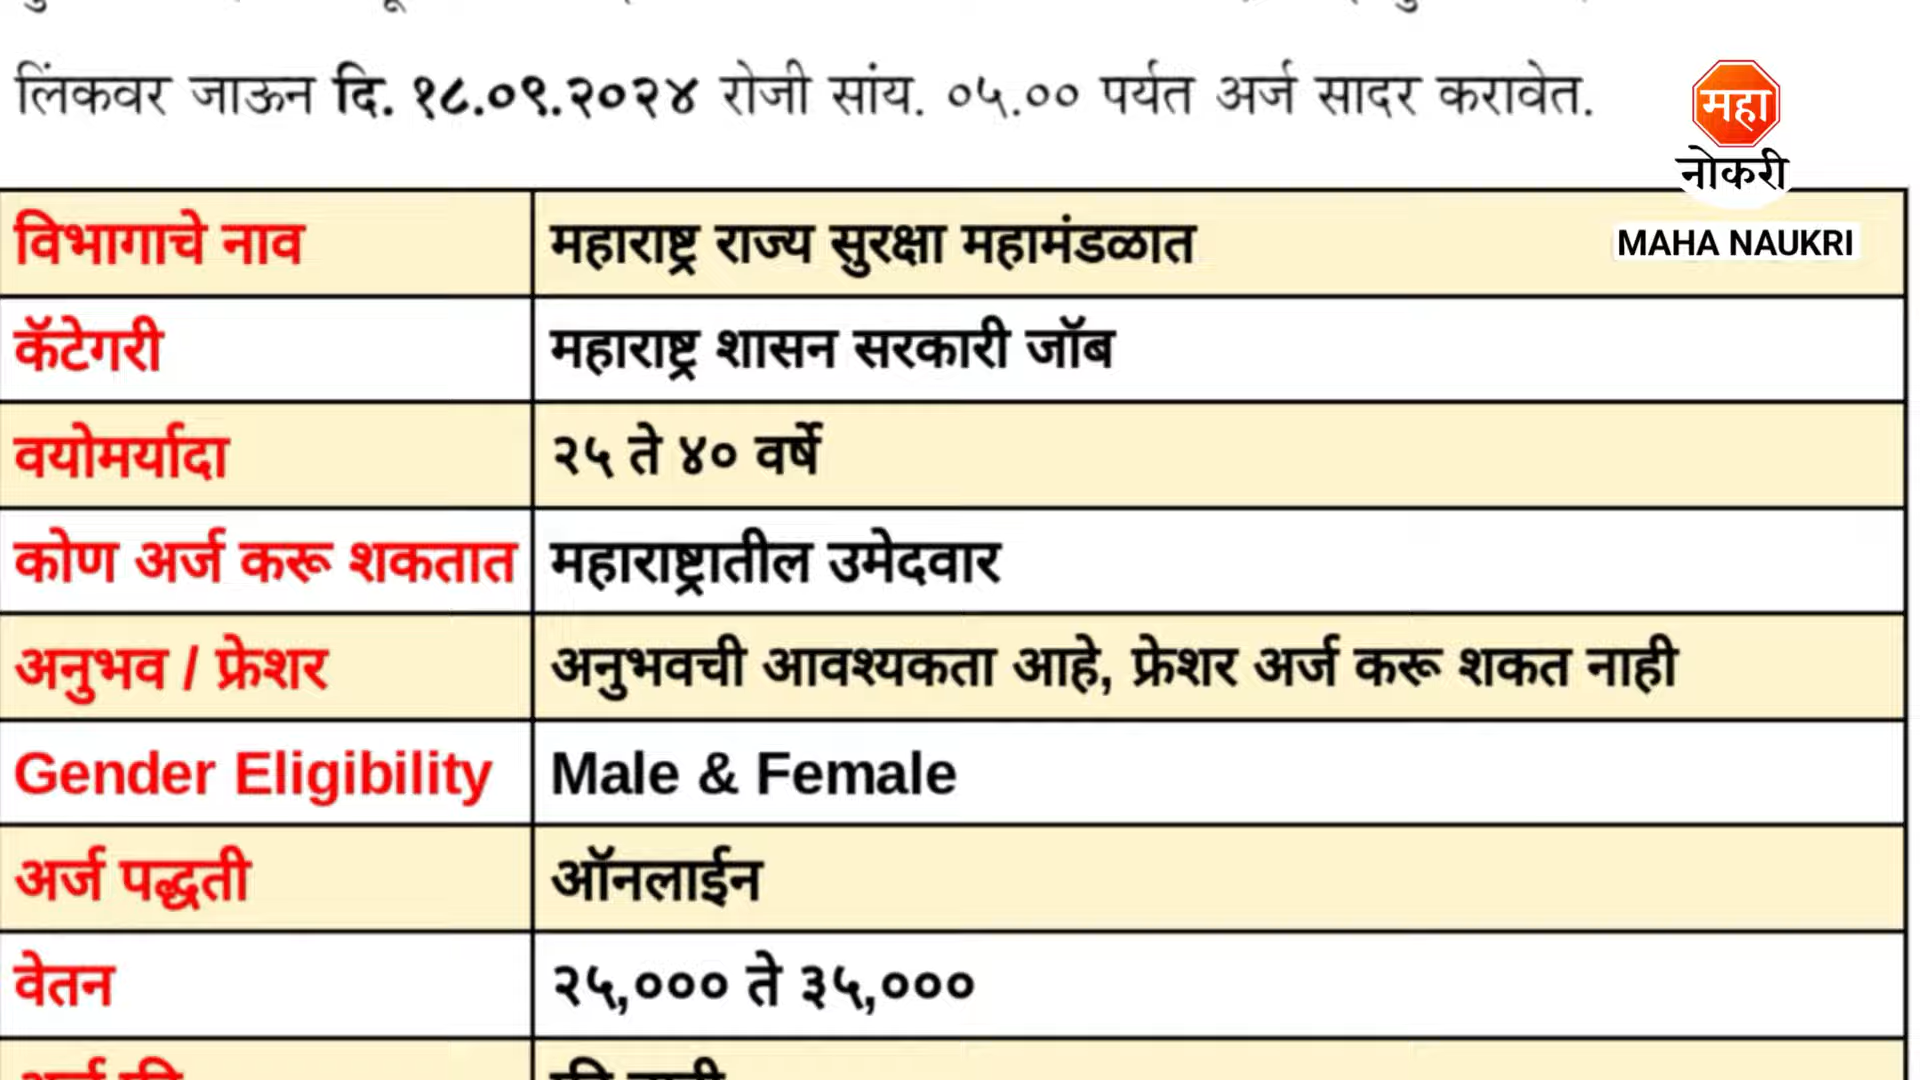 लिंकवर जाऊन दि. १८.०९.२०२४ रोजी सांय. ०५.०० पर्यत अर्ज सादर करावेत.
महा
नोकरी
MAHA NAUKRI
विभागाचे नाव महाराष्ट्र राज्य सुरक्षा महामंडळात
कॅटेगरी महाराष्ट्र शासन सरकारी जॉब
वयोमर्यादा २५ ते ४० वर्षे
कोण अर्ज करू शकतात महाराष्ट्रातील उमेदवार
अनुभव / फ्रेशर अनुभवची आवश्यकता आहे, फ्रेशर अर्ज करू शकत नाही
Gender Eligibility Male & Female
अर्ज पद्धती ऑनलाईन
वेतन २५,००० ते ३५,०००